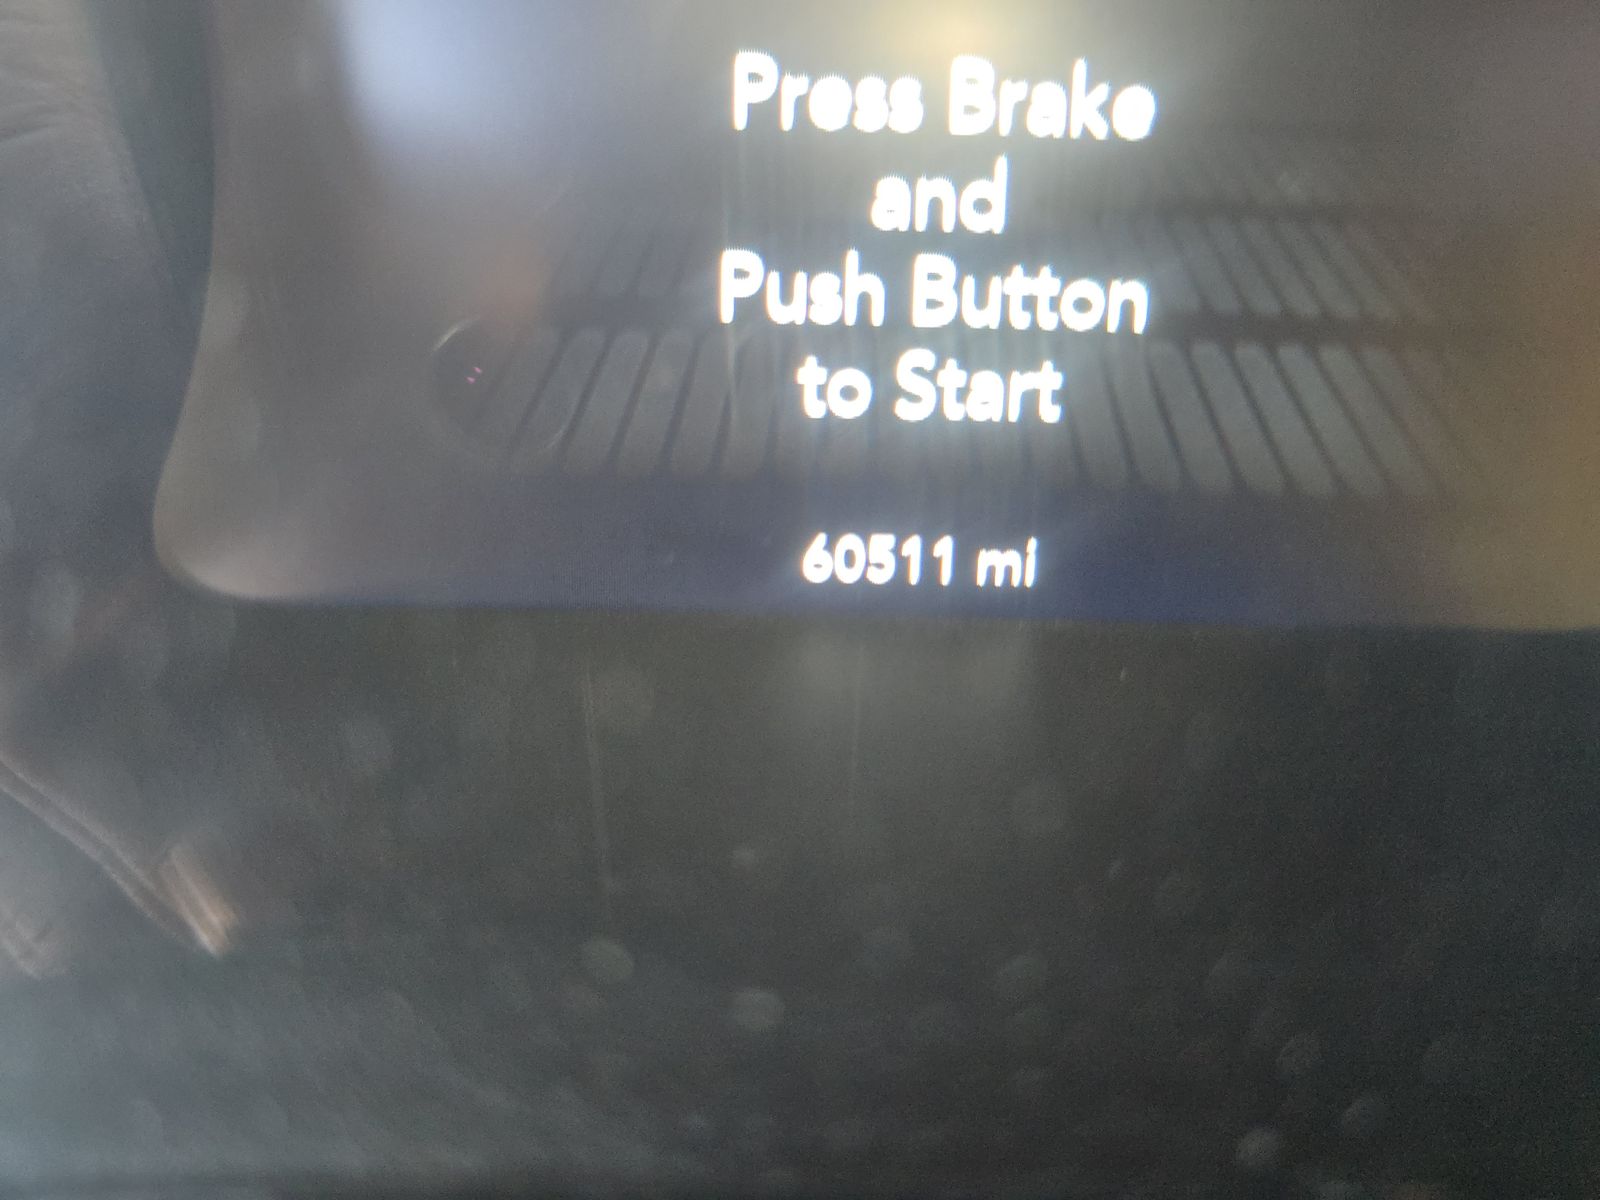 Press Brake
and
Push Button
to Start
60511 mi